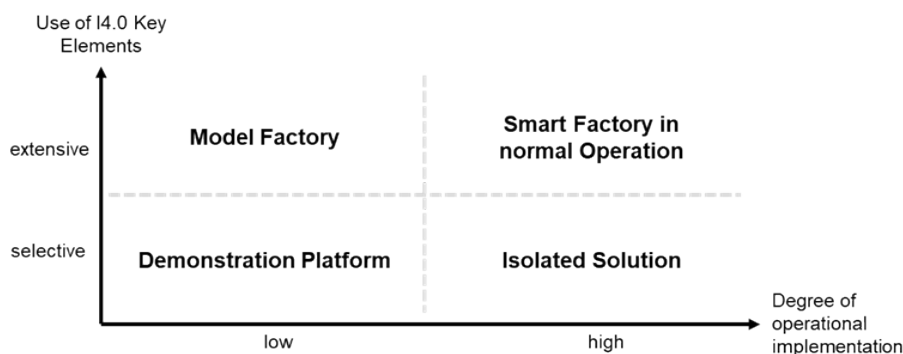 Use of I4.0 Key
Elements
extensive
Model Factory
Smart Factory in
normal Operation
selective
Demonstration Platform
Isolated Solution
low
high
Degree of
operational
implementation